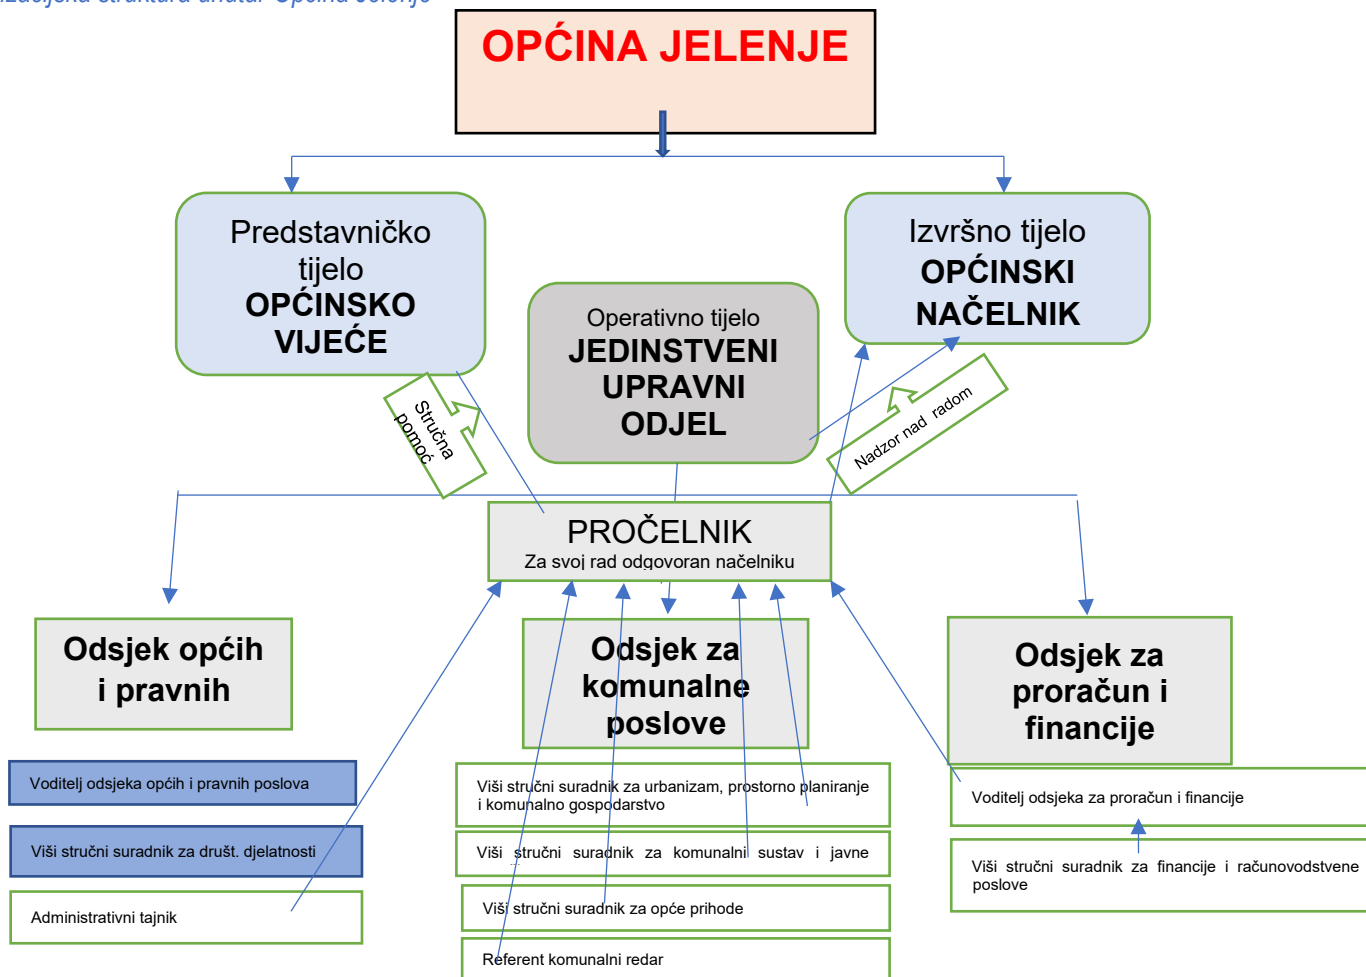 struktura unutar Općina Jelenje
OPĆINA JELENJE
Predstavničko
tijelo
OPĆINSKO
VIJEĆE
Izvršno tijelo
OPĆINSKI
NAČELNIK
Operativno tijelo
JEDINSTVENI
UPRAVNI
ODJEL
Stručna
pomoć
Nadzor nad radom
PROČELNIK
Za svoj rad odgovoran načelniku
Odsjek općih
i pravnih
Odsjek za
komunalne
poslove
Odsjek za
proračun i
financije
Voditelj odsjeka općih i pravnih poslova
Viši stručni suradnik za društ. djelatnosti
Administrativni tajnik
Viši stručni suradnik za urbanizam, prostorno planiranje
i komunalno gospodarstvo
Viši stručni suradnik za komunalni sustav i javne
Viši stručni suradnik za opće prihode
Referent komunalni redar
Voditelj odsjeka za proračun i financije
Viši stručni suradnik za financije i računovodstvene
poslove